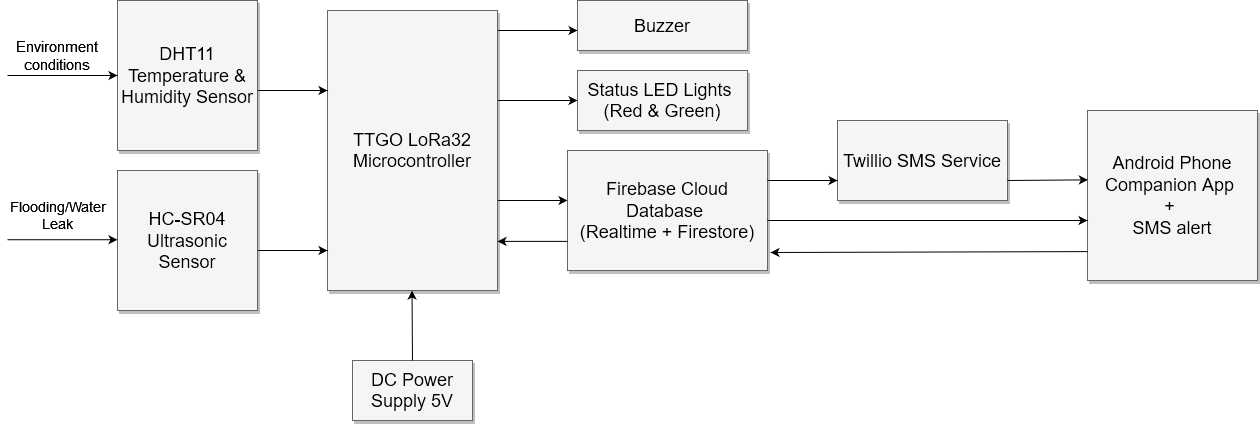 Environment
conditions
DHT11
Temperature &
Humidity Sensor
Flooding/Water
Leak
HC-SR04
Ultrasonic
Sensor
TTGO LoRa32
Microcontroller
DC Power
Supply 5V
Buzzer
Status LED Lights
(Red & Green)
Firebase Cloud
Database
(Realtime + Firestore)
Twillio SMS Service
Android Phone
Companion App
+
SMS alert